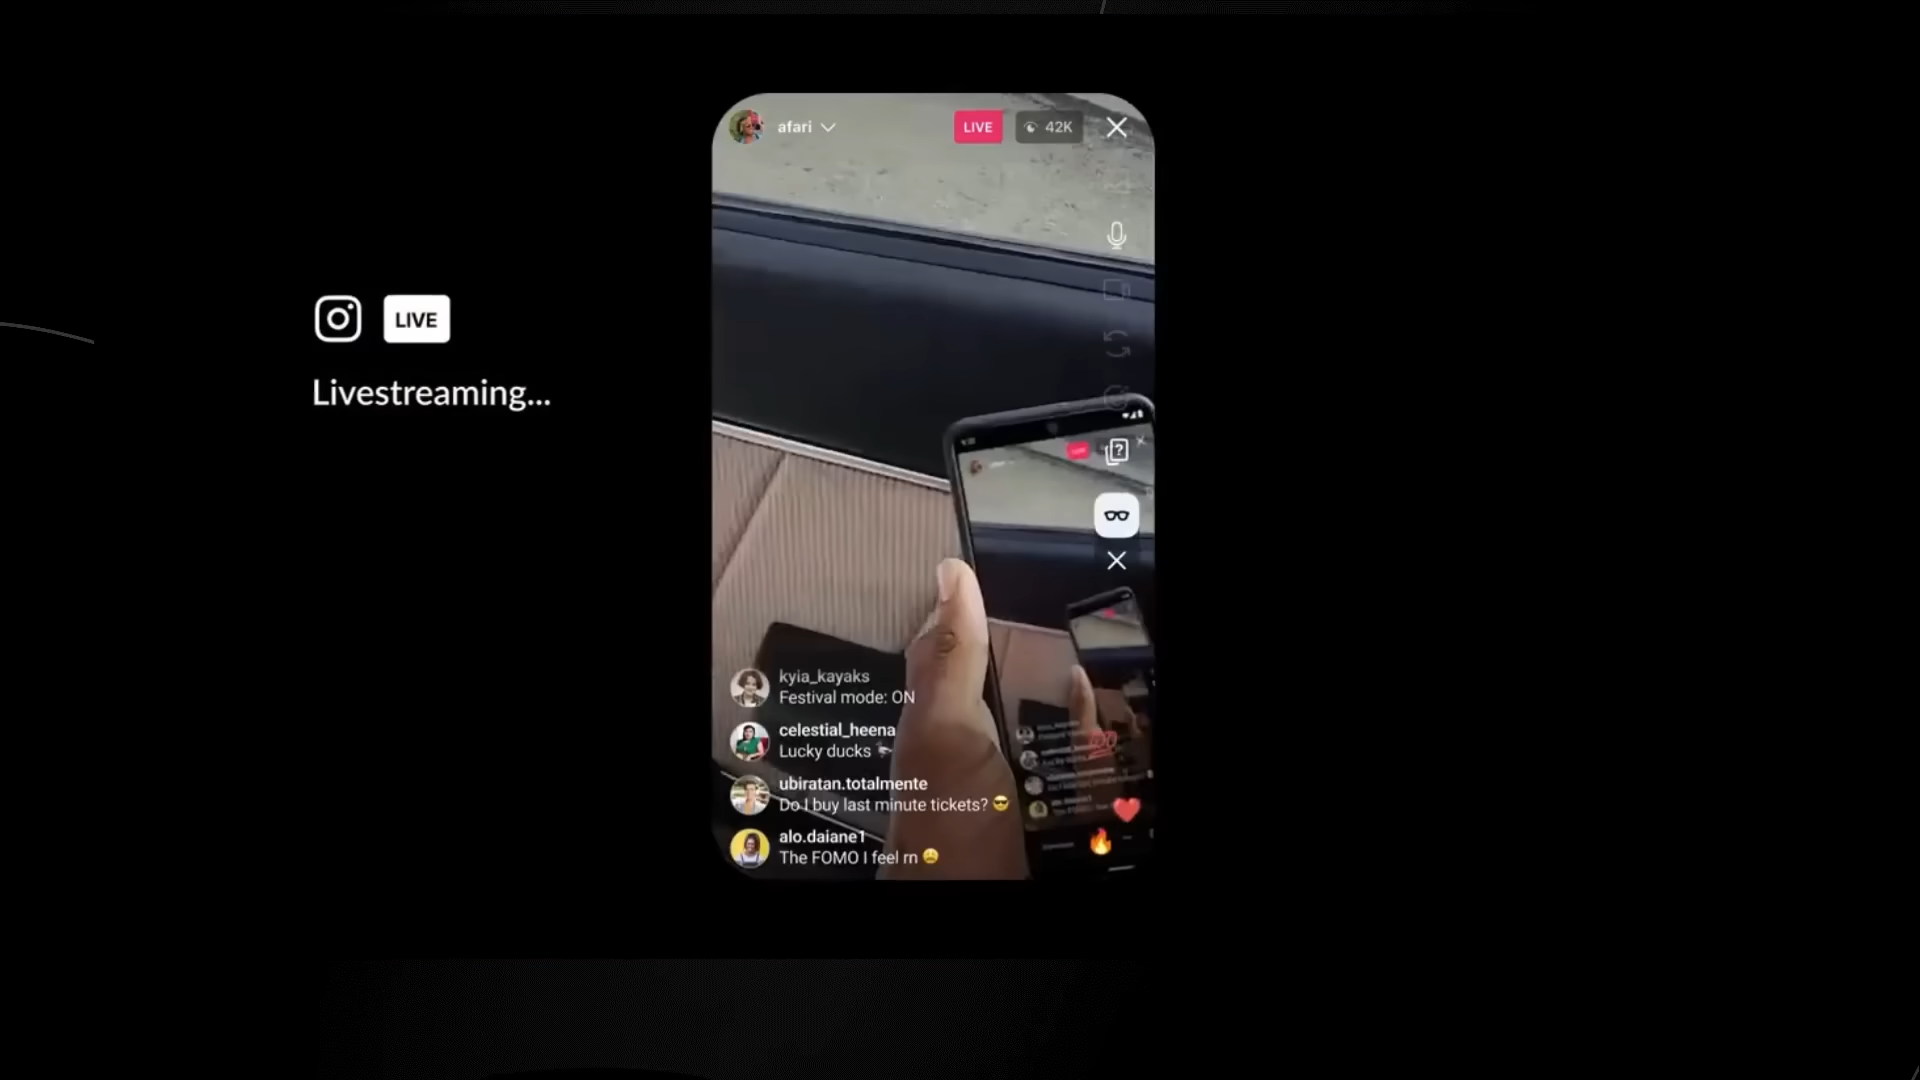 afari
LIVE
42K
LIVE
Livestreaming...
kyia_kayaks
Festival mode: ON
celestial_heena
Lucky ducks 🦆
ubiratan.totalmente
Do I buy last minute tickets? 😎
alo.daiane1
The FOMO I feel rn 😩